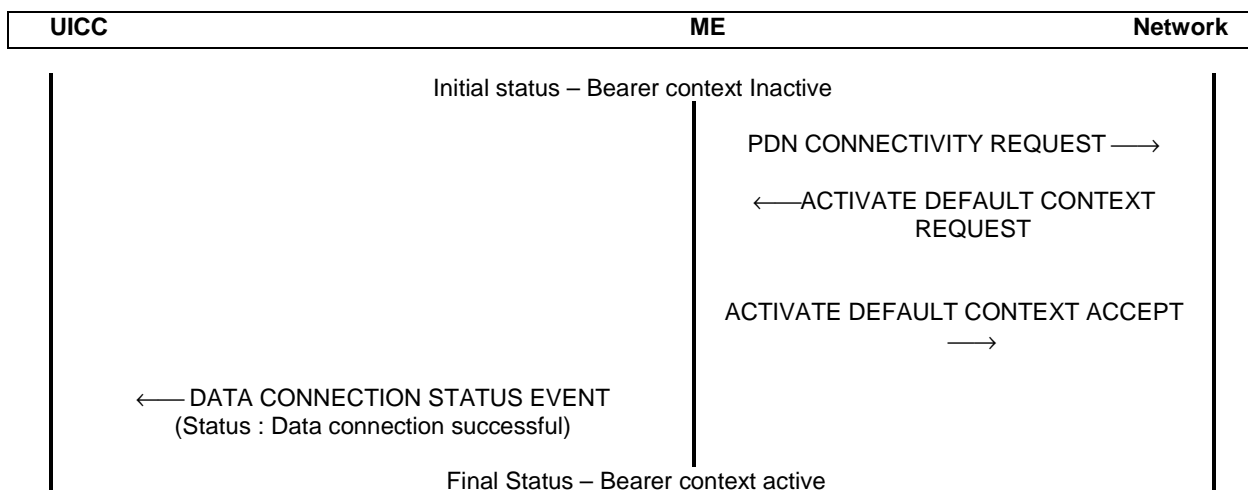 UICC ME Network
Initial status – Bearer context Inactive
PDN CONNECTIVITY REQUEST ⟶
⟵ACTIVATE DEFAULT CONTEXT
REQUEST
ACTIVATE DEFAULT CONTEXT ACCEPT
⟶
⟵ DATA CONNECTION STATUS EVENT
(Status : Data connection successful)
Final Status – Bearer context active